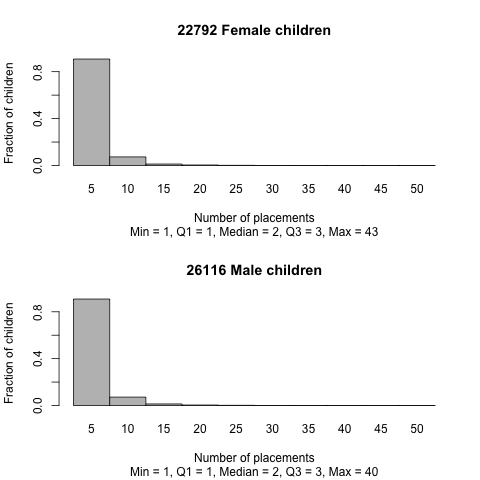 22792 Female children
Fraction of children
0.0 0.4 0.8
5 10 15 20 25 30 35 40 45 50
Number of placements
Min = 1, Q1 = 1, Median = 2, Q3 = 3, Max = 43
26116 Male children
Fraction of children
0.0 0.4 0.8
5 10 15 20 25 30 35 40 45 50
Number of placements
Min = 1, Q1 = 1, Median = 2, Q3 = 3, Max = 40